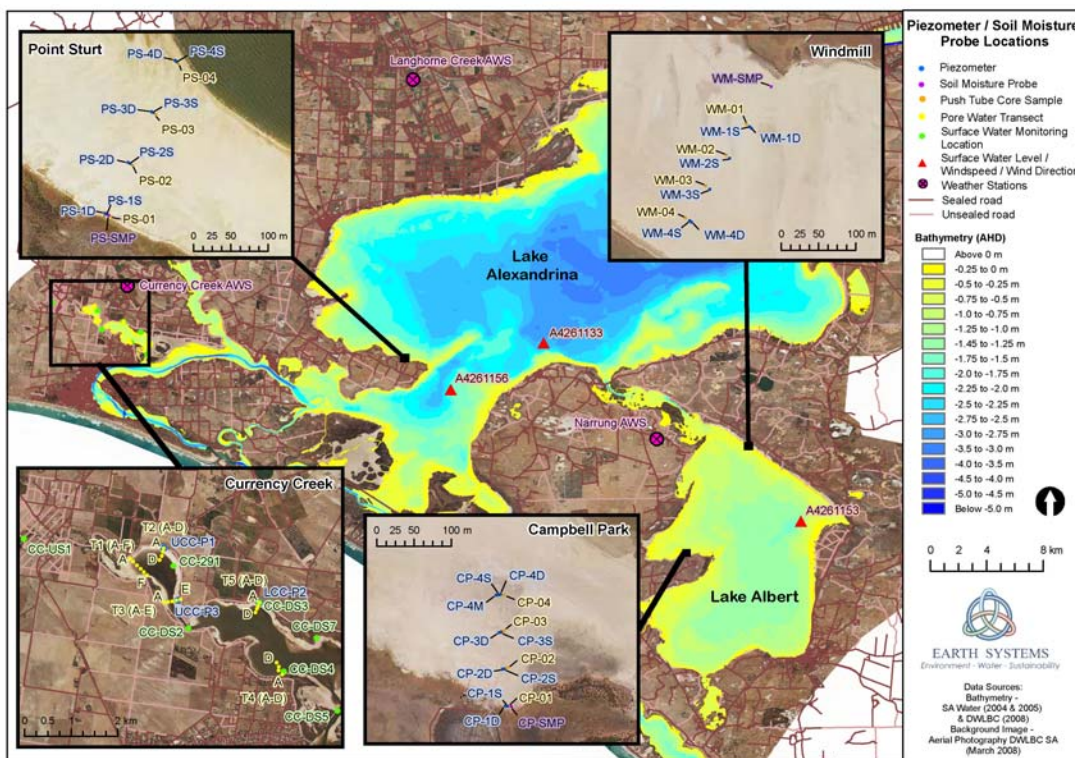 Point Sturt
PS-4D
PS-4S
PS-04
PS-3D
PS-3S
PS-03
PS-2D
PS-2S
PS-02
PS-1S
PS-1D
PS-01
PS-SMP
0 25 50 100 m
Langhorne Creek AWS
Windmill
WM-SMP
WM-01
WM-1S
WM-1D
WM-02
WM-2S
WM-03
WM-3S
WM-04
WM-4S
WM-4D
0 25 50 100 m
Lake
Alexandrina
Currency Creek AWS
A4261133
A4261156
Narrung AWS
A4261153
Lake Albert
Currency Creek
CC-US1
T2 (A-D)
T1 (A-F)
A
UCC-P1
A
D
CC-291
F
E
A
T3 (A-E)
UCC-P3
T5 (A-D)
LCC-P2
A
CC-DS3
D
CC-DS2
CC-DS7
D
CC-DS4
A
T4 (A-D)
CC-DS5
0 0.5 1 2 km
Campbell Park
0 25 50 100 m
CP-4S
CP-4D
CP-4M
CP-04
CP-03
CP-3D
CP-3S
CP-02
CP-2D
CP-2S
CP-1S
CP-01
CP-1D
CP-SMP
Piezometer / Soil Moisture
Probe Locations
Piezometer
Soil Moisture Probe
Push Tube Core Sample
Pore Water Transect
Surface Water Monitoring
Location
Surface Water Level /
Windspeed / Wind Direction
Weather Stations
Sealed road
Unsealed road
Bathymetry (AHD)
Above 0 m
-0.25 to 0 m
-0.5 to -0.25 m
-0.75 to -0.5 m
-1.0 to -0.75 m
-1.25 to -1.0 m
-1.45 to -1.25 m
-1.75 to -1.5 m
-2.0 to -1.75 m
-2.25 to -2.0 m
-2.5 to -2.25 m
-2.75 to -2.5 m
-3.0 to -2.75 m
-3.5 to -3.0 m
-4.0 to -3.5 m
-4.5 to -4.0 m
-5.0 to -4.5 m
Below -5.0 m
0 2 4 8 km
EARTH SYSTEMS
Environment - Water - Sustainability
Data Sources:
Bathymetry -
SA Water (2004 & 2005)
& DWLBC (2008)
Background Image -
Aerial Photography DWLBC SA
(March 2008)